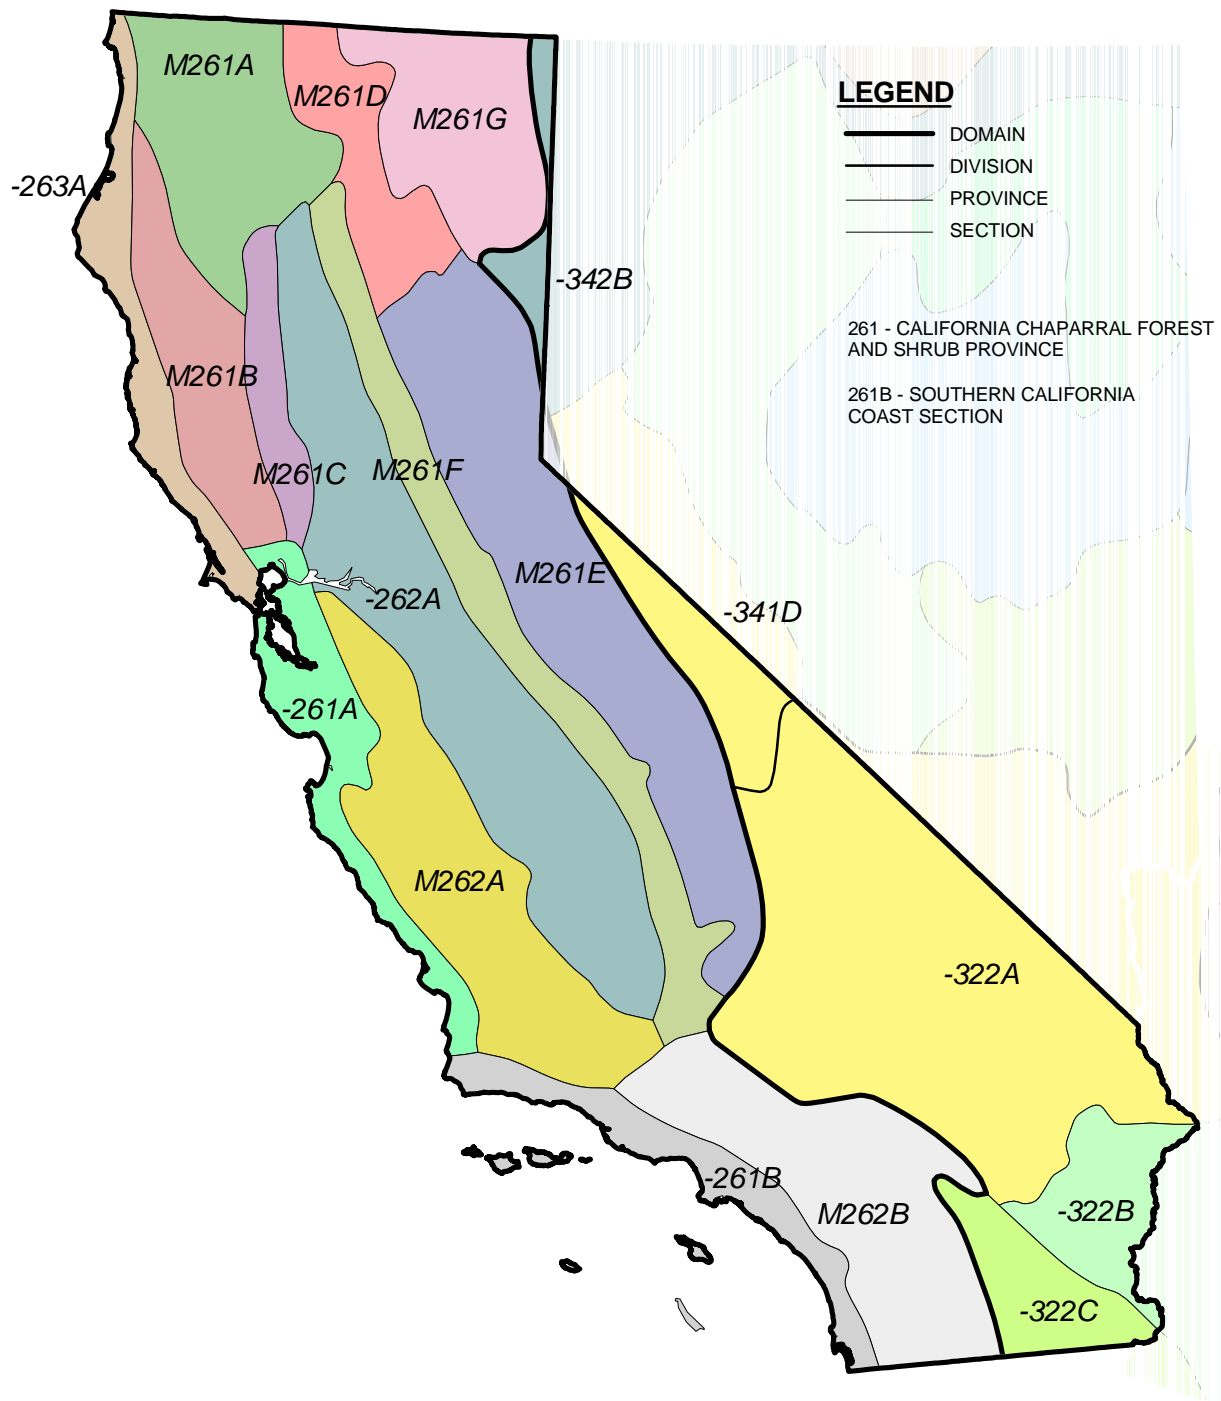 M261A
M261D
M261G
LEGEND
DOMAIN
DIVISION
PROVINCE
SECTION
-263A
-342B
261 - CALIFORNIA CHAPARRAL FOREST
AND SHRUB PROVINCE
M261B
261B - SOUTHERN CALIFORNIA
COAST SECTION
M261C
M261F
M261E
-262A
-341D
-261A
M262A
-322A
-261B
M262B
-322B
-322C